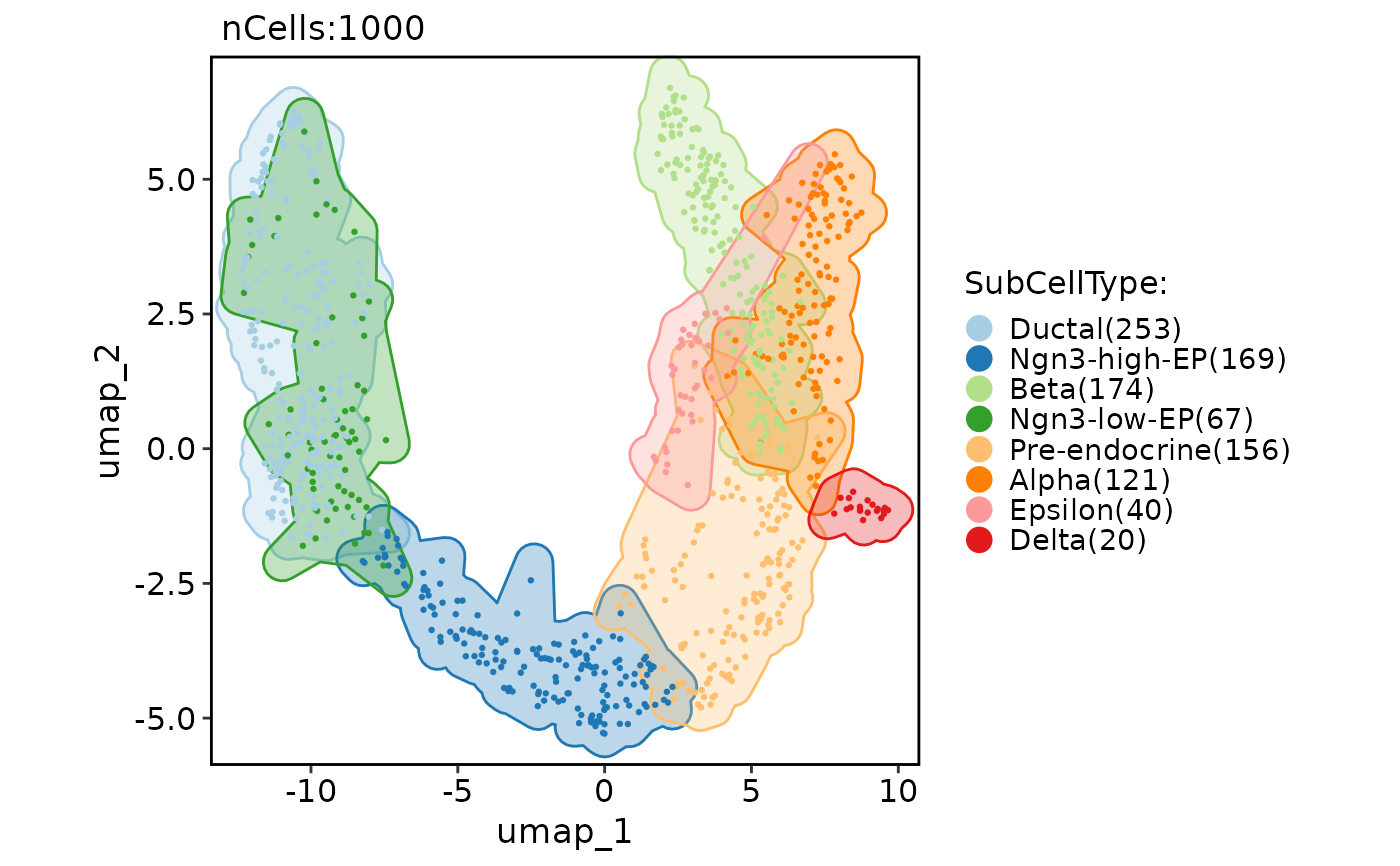 nCells:1000
5.0
2.5
0.0
-2.5
-5.0
umap_2
-10
-5
0
5
10
umap_1
SubCellType:
Ductal(253)
Ngn3-high-EP(169)
Beta(174)
Ngn3-low-EP(67)
Pre-endocrine(156)
Alpha(121)
Epsilon(40)
Delta(20)